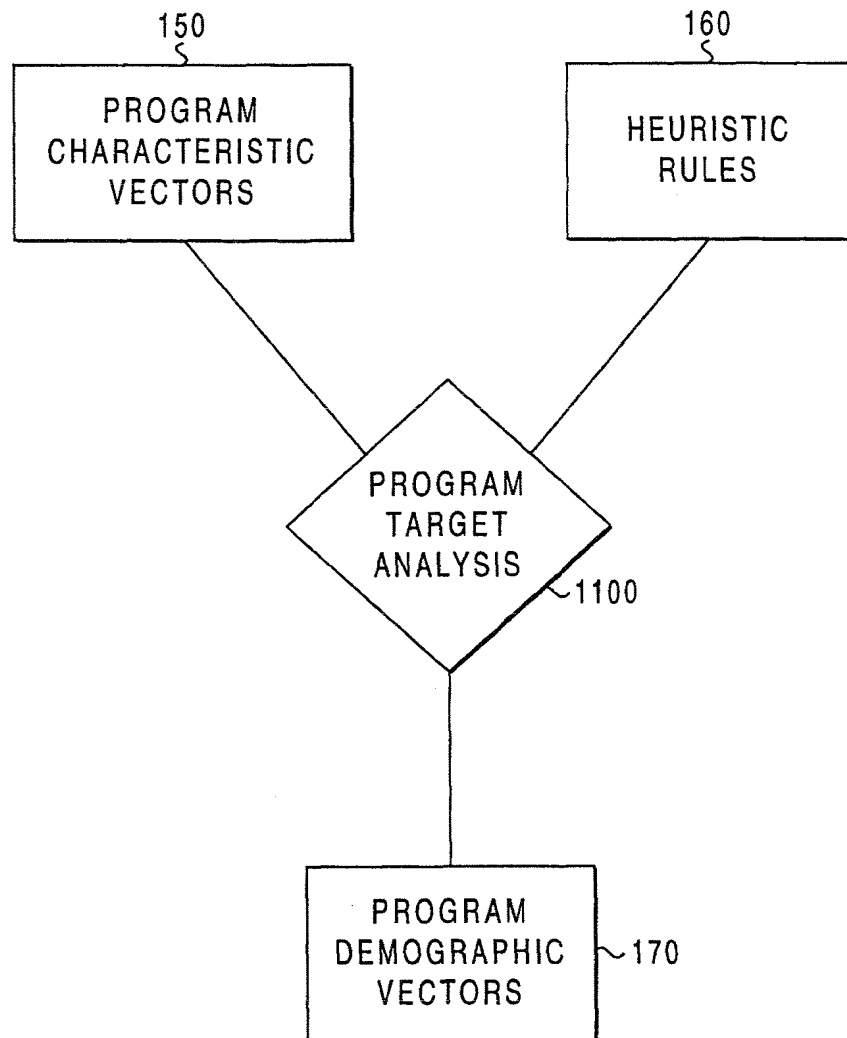 150
PROGRAM
CHARACTERISTIC
VECTORS
160
HEURISTIC
RULES
PROGRAM
TARGET
ANALYSIS
1100
PROGRAM
DEMOGRAPHIC
VECTORS
170